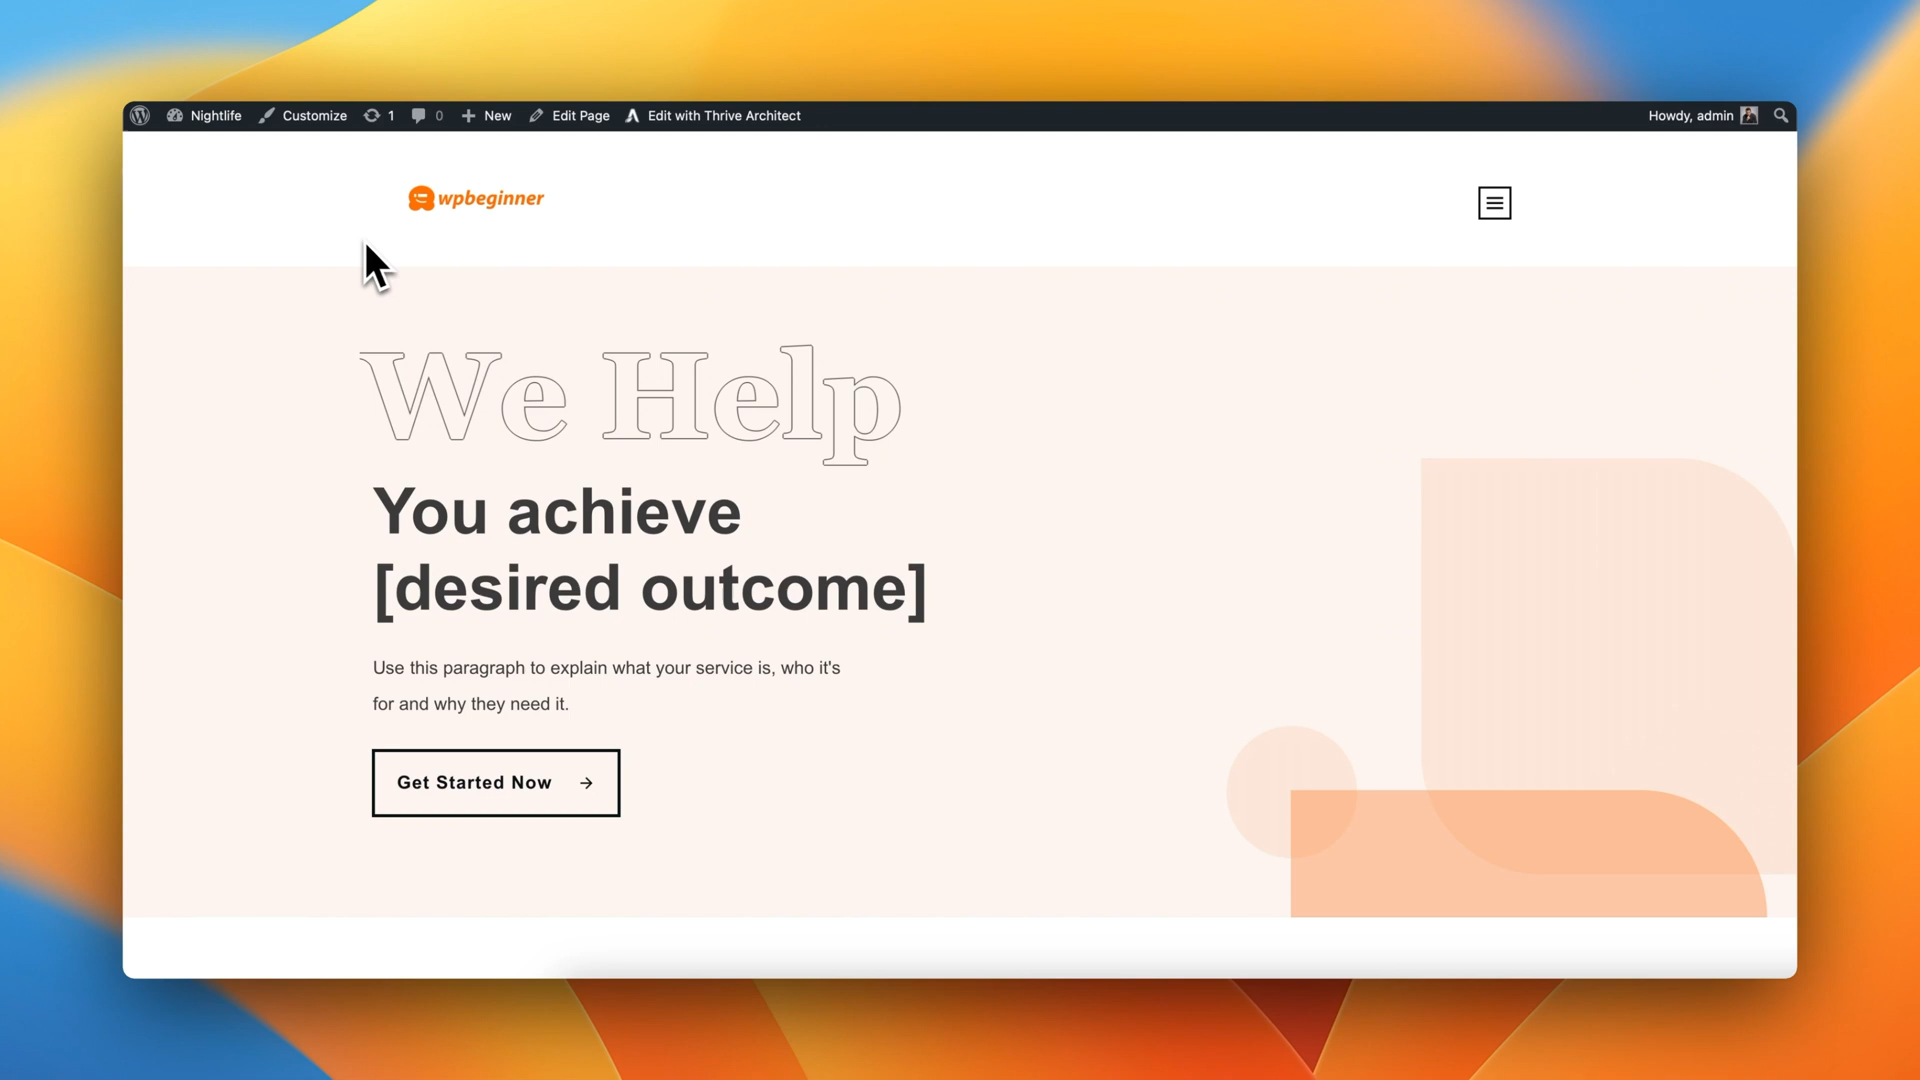 Nightlife Customize 1 0 New Edit Page Edit with Thrive Architect Howdy, admin
wpbeginner
We Help
You achieve
[desired outcome]
Use this paragraph to explain what your service is, who it's
for and why they need it.
Get Started Now →